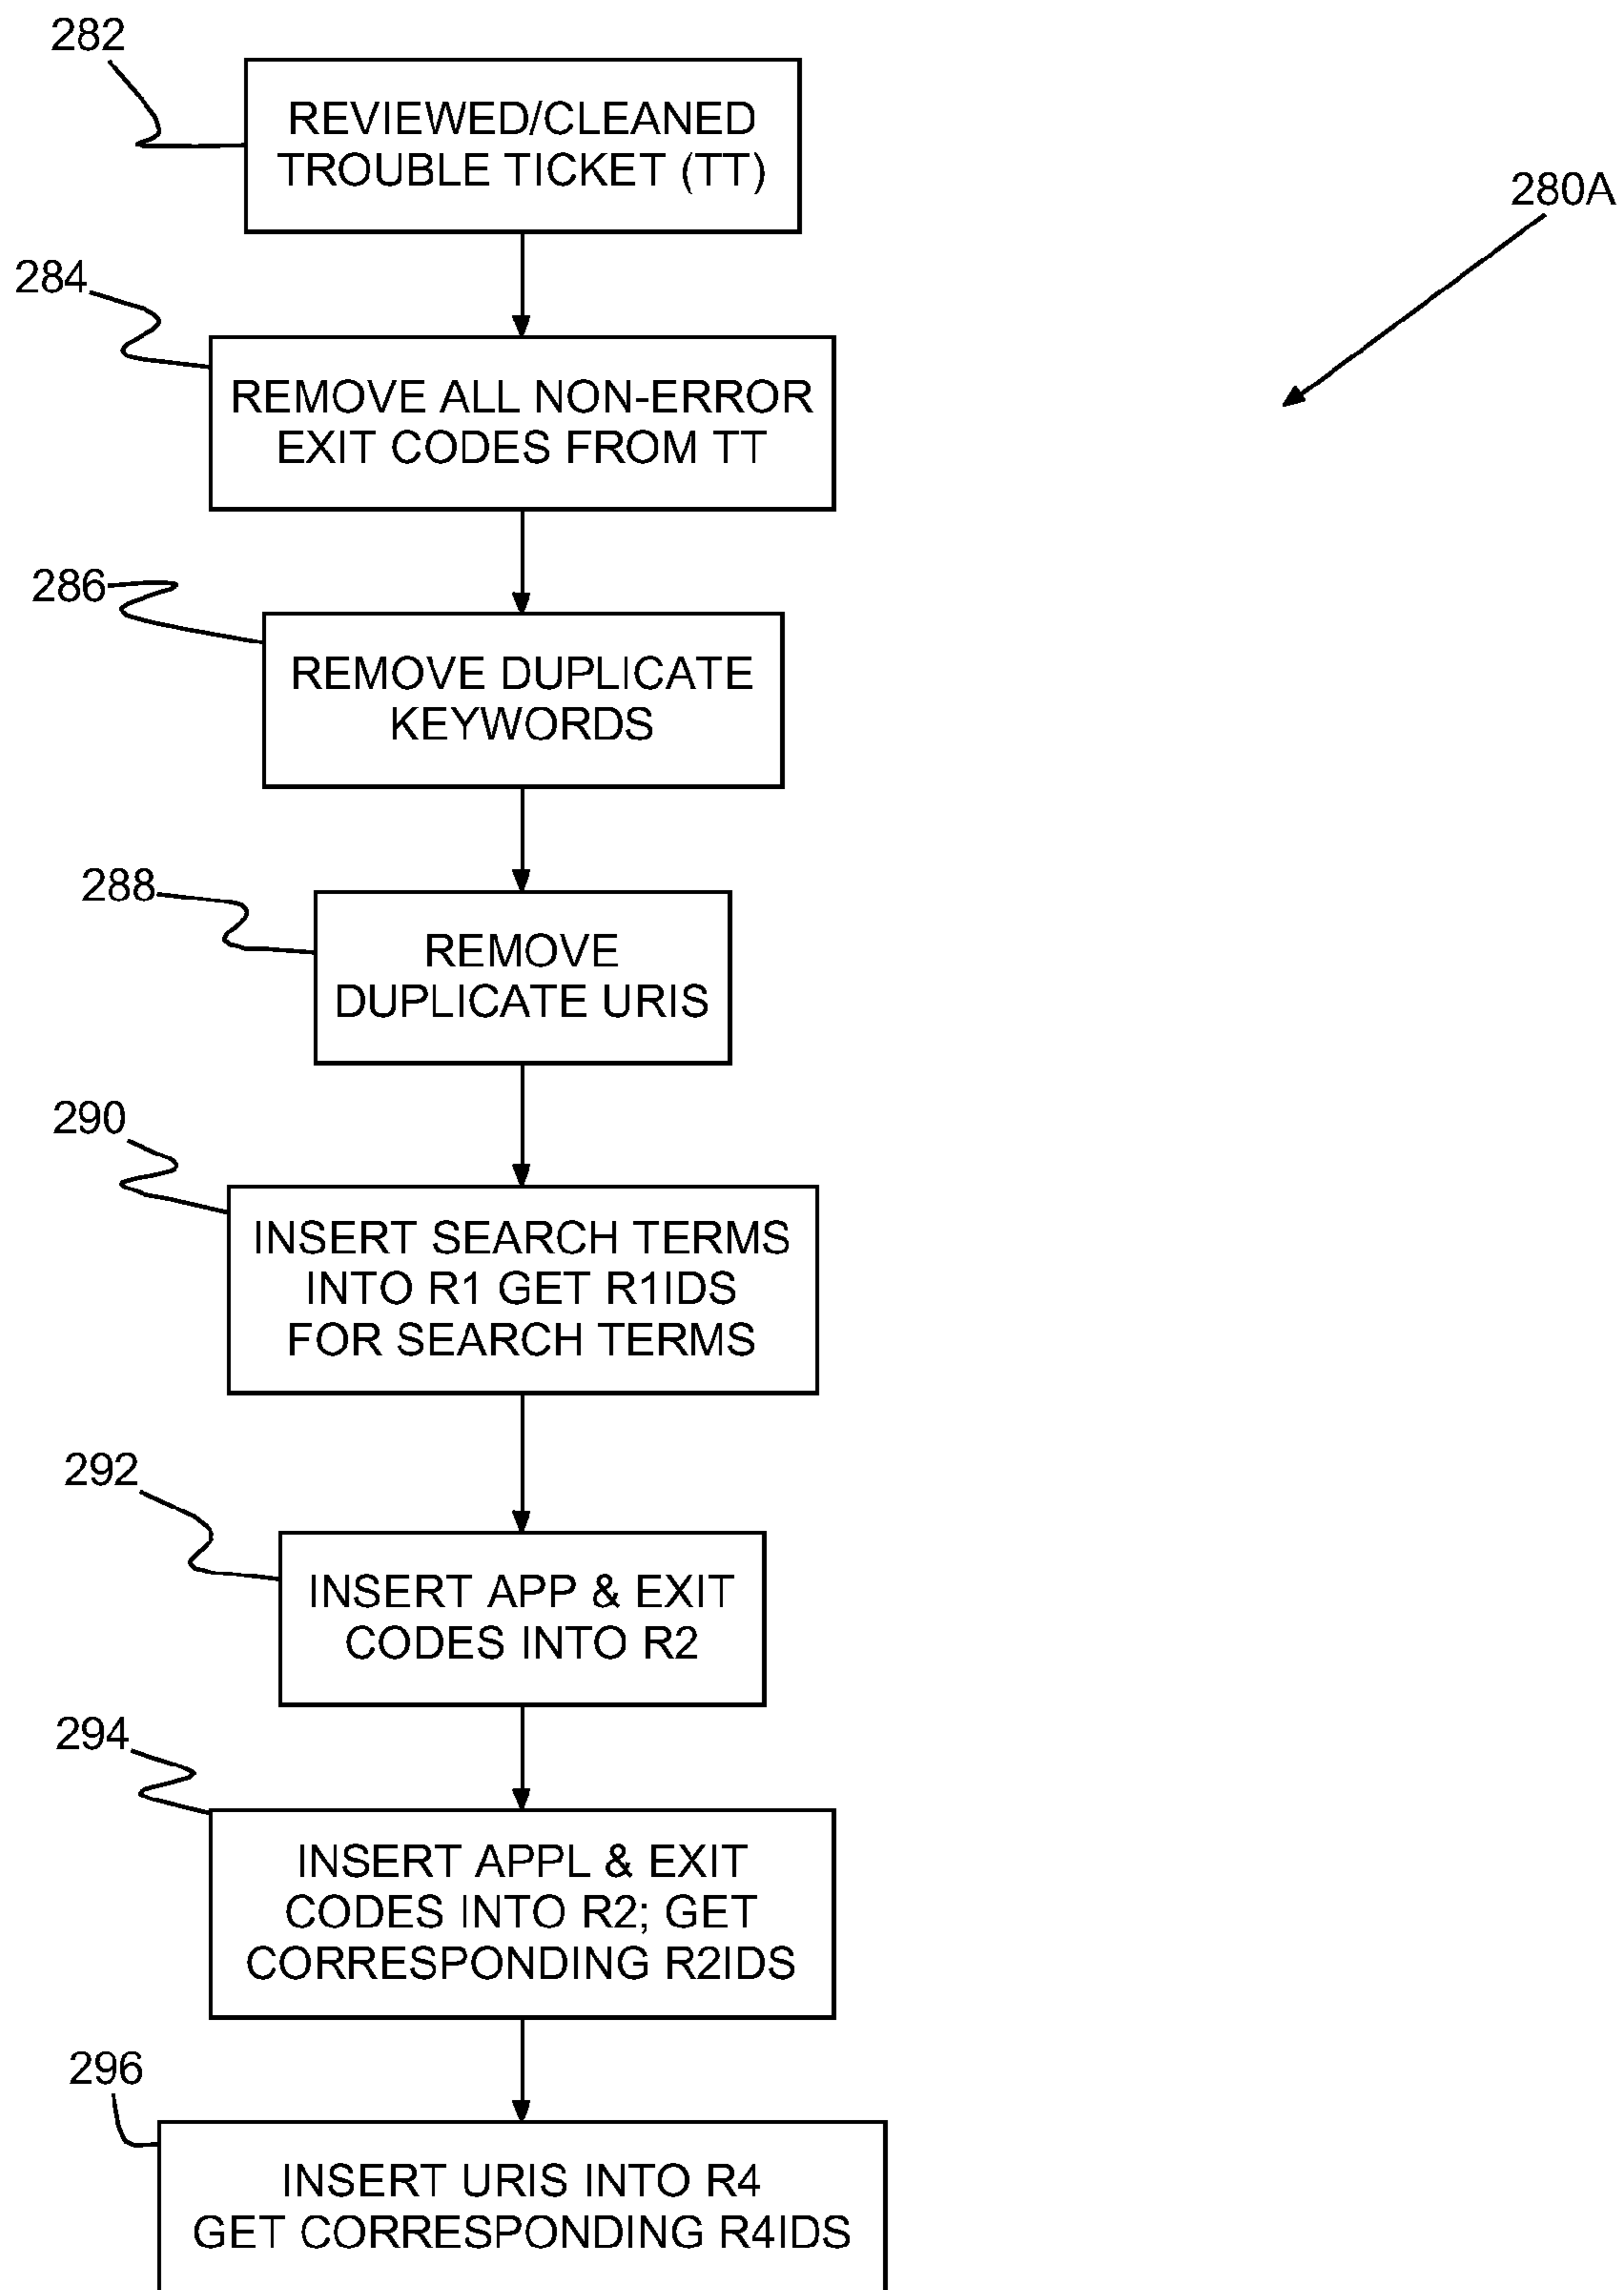 282
REVIEWED/CLEANED
TROUBLE TICKET (TT)
280A
284
REMOVE ALL NON-ERROR
EXIT CODES FROM TT
286
REMOVE DUPLICATE
KEYWORDS
288
REMOVE
DUPLICATE URIS
290
INSERT SEARCH TERMS
INTO R1 GET R1IDS
FOR SEARCH TERMS
292
INSERT APP & EXIT
CODES INTO R2
294
INSERT APPL & EXIT
CODES INTO R2; GET
CORRESPONDING R2IDS
296
INSERT URIS INTO R4
GET CORRESPONDING R4IDS